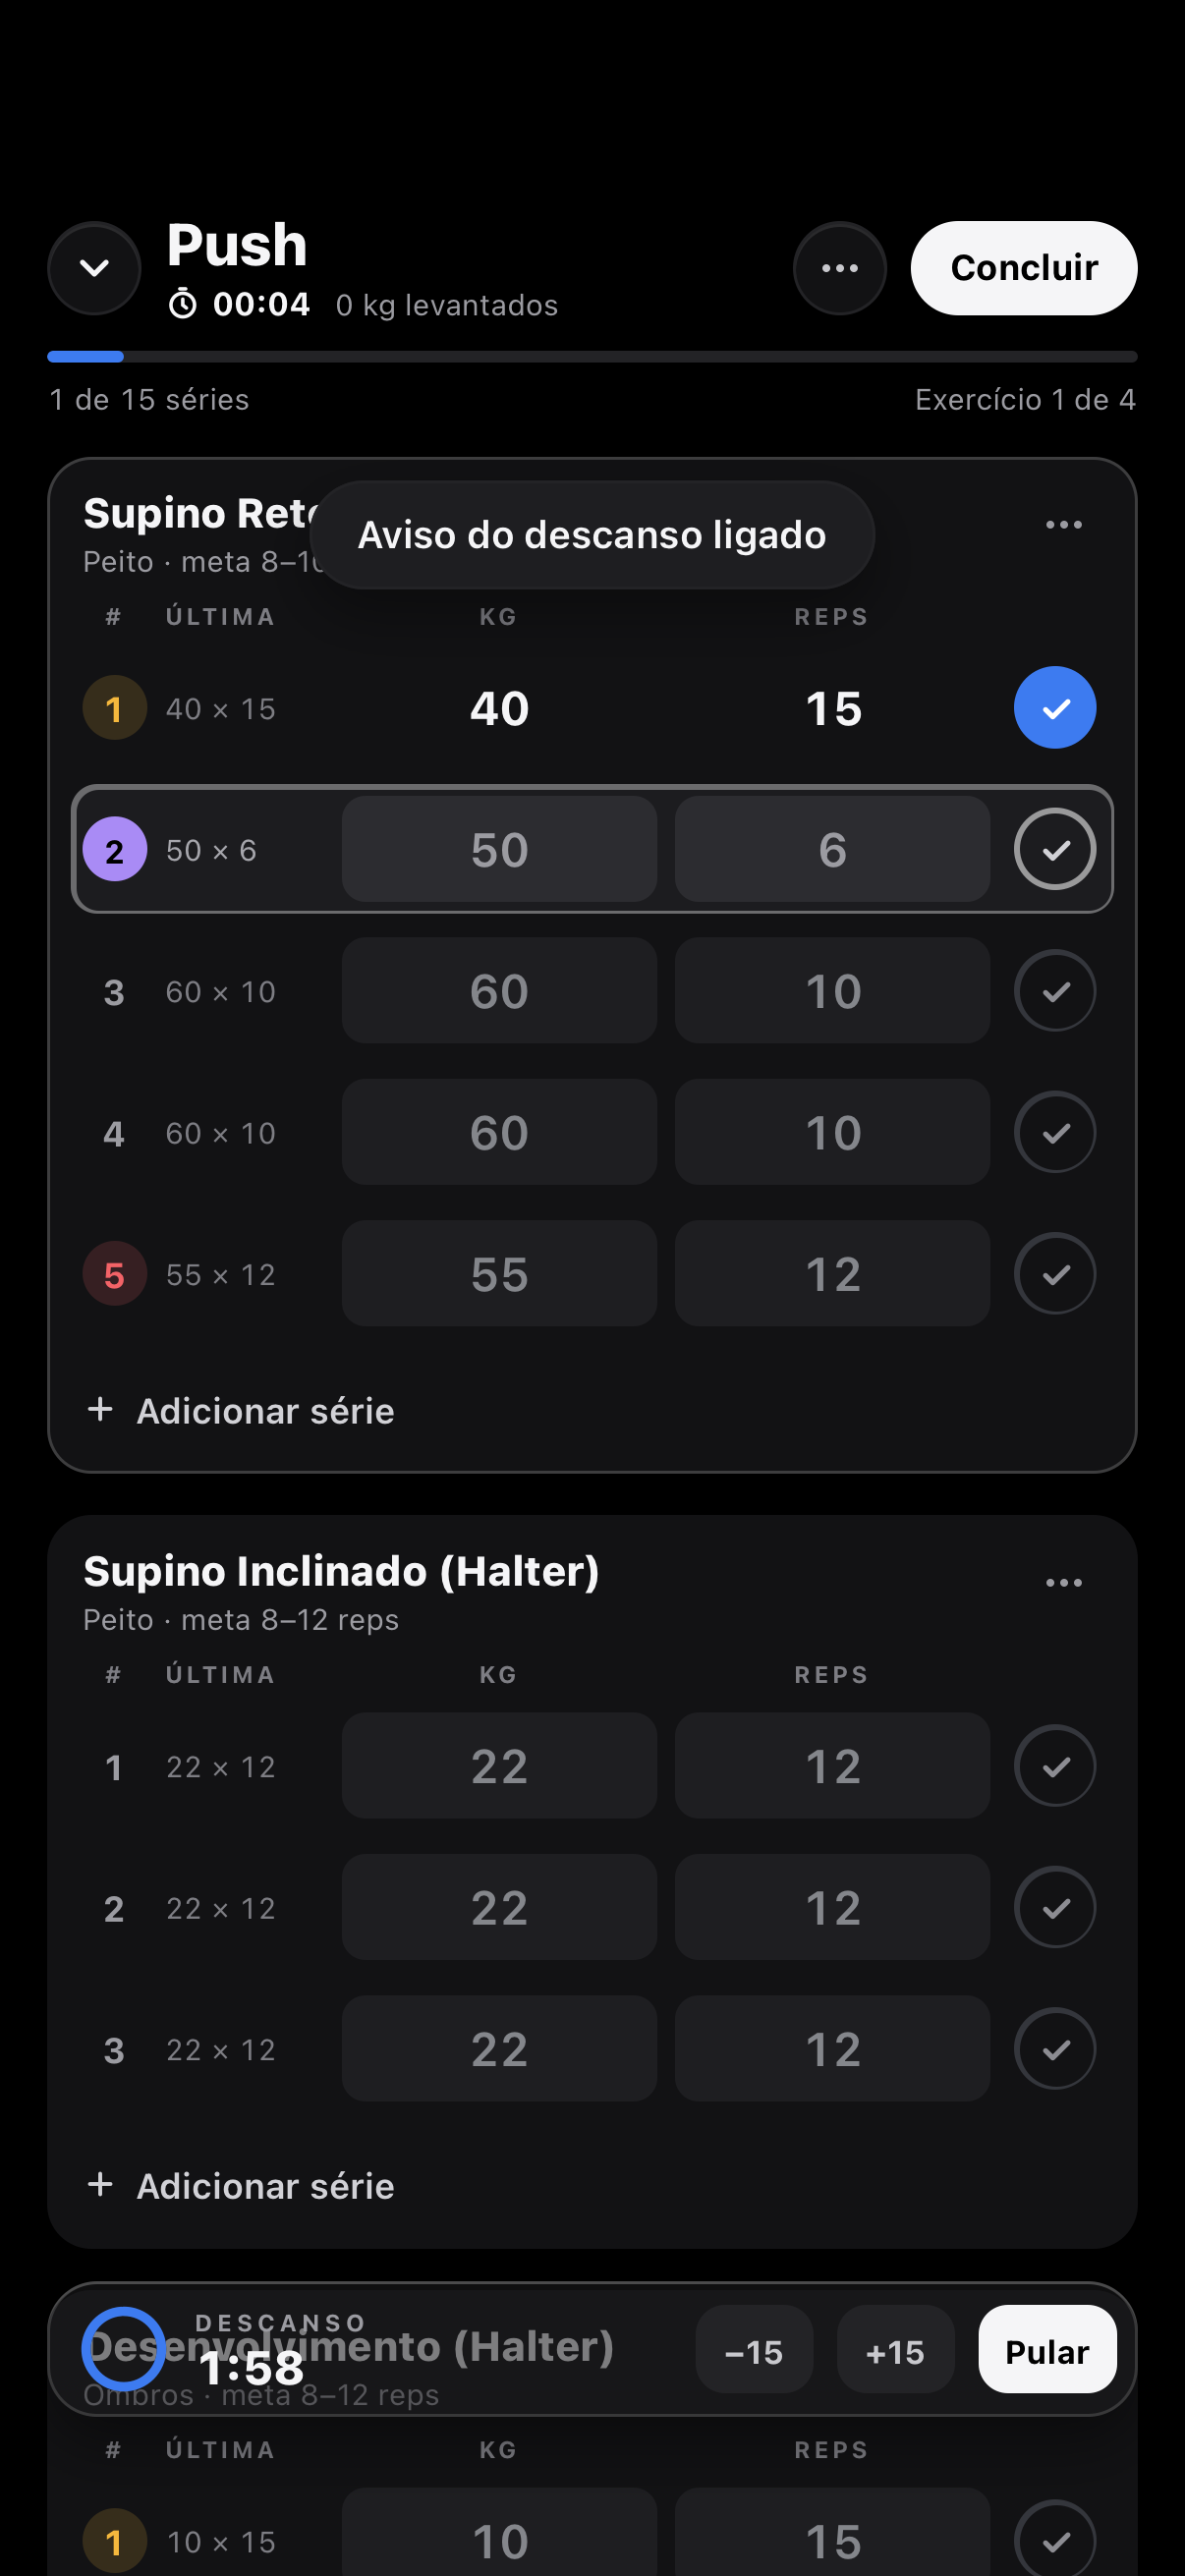 Push
Concluir
00:04 0 kg levantados
1 de 15 séries Exercício 1 de 4
Supino Reto
Aviso do descanso ligado
Peito · meta 8–10
# ÚLTIMA KG REPS
1 40 × 15 40 15
2 50 × 6 50 6
3 60 × 10 60 10
4 60 × 10 60 10
5 55 × 12 55 12
+ Adicionar série
Supino Inclinado (Halter)
Peito · meta 8–12 reps
# ÚLTIMA KG REPS
1 22 × 12 22 12
2 22 × 12 22 12
3 22 × 12 22 12
+ Adicionar série
DESCANSO
Desenvolvimento (Halter)
1:58 −15 +15 Pular
Ombros · meta 8–12 reps
# ÚLTIMA KG REPS
1 10 × 15 10 15